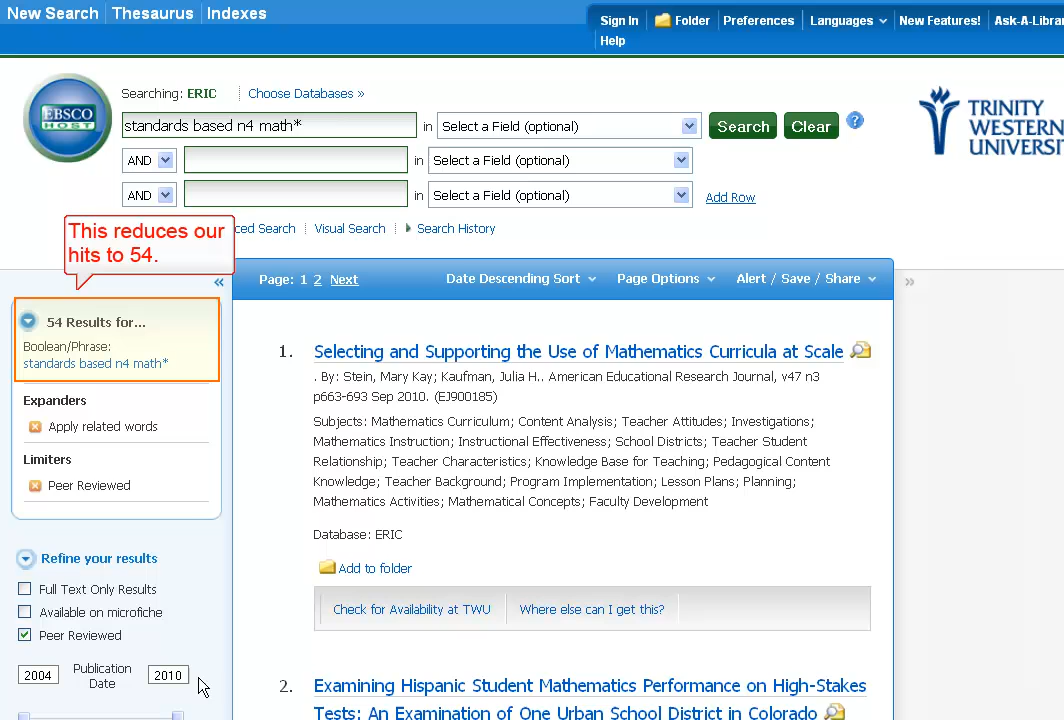 New Search Thesaurus Indexes
Sign In Folder Preferences Languages New Features! Ask-A-Libra
Help
Searching: ERIC Choose Databases »
EBSCO
HOST
standards based n4 math* in Select a Field (optional) Search Clear ?
AND in Select a Field (optional)
AND in Select a Field (optional) Add Row
TRINITY
WESTERN
UNIVERSI
This reduces our
hits to 54.
ced Search Visual Search Search History
« Page: 1 2 Next Date Descending Sort Page Options Alert / Save / Share »
54 Results for...
Boolean/Phrase:
standards based n4 math*
Expanders
Apply related words
Limiters
Peer Reviewed
Refine your results
Full Text Only Results
Available on microfiche
Peer Reviewed
2004 Publication Date 2010
1. Selecting and Supporting the Use of Mathematics Curricula at Scale
. By: Stein, Mary Kay; Kaufman, Julia H.. American Educational Research Journal, v47 n3
p663-693 Sep 2010. (EJ900185)
Subjects: Mathematics Curriculum; Content Analysis; Teacher Attitudes; Investigations;
Mathematics Instruction; Instructional Effectiveness; School Districts; Teacher Student
Relationship; Teacher Characteristics; Knowledge Base for Teaching; Pedagogical Content
Knowledge; Teacher Background; Program Implementation; Lesson Plans; Planning;
Mathematics Activities; Mathematical Concepts; Faculty Development
Database: ERIC
Add to folder
Check for Availability at TWU Where else can I get this?
2. Examining Hispanic Student Mathematics Performance on High-Stakes
Tests: An Examination of One Urban School District in Colorado